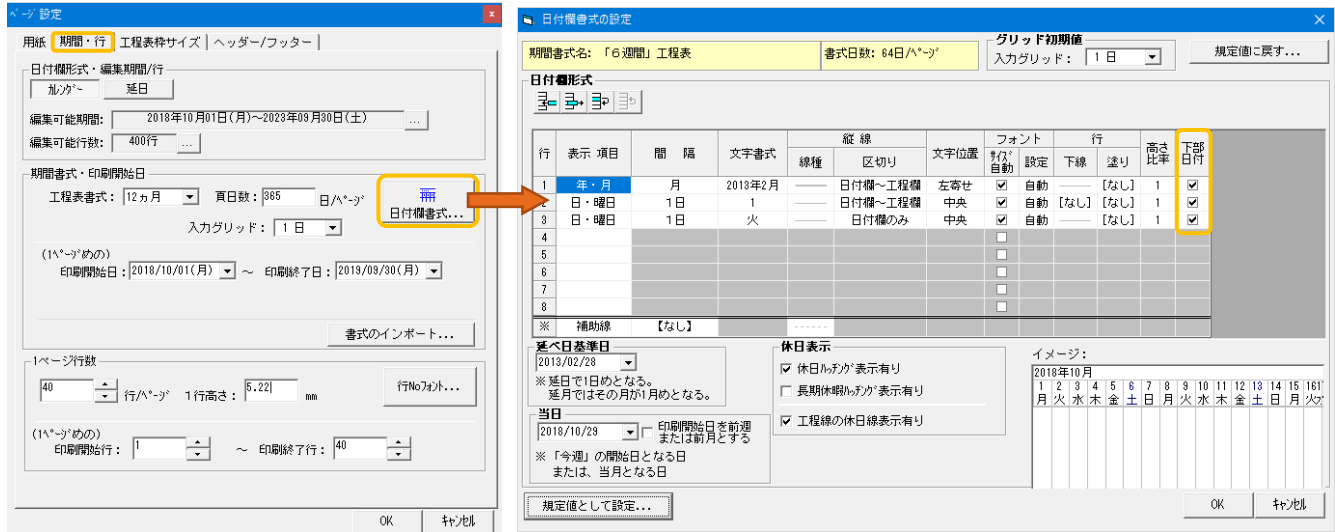 ﾍﾟｰｼﾞ 設定
用紙 期間・行 工程表枠サイズ ヘッダー/フッター
日付欄形式・編集期間/行
ｶﾚﾝﾀﾞｰ 延日
編集可能期間: 2018年10月01日(月)～2023年09月30日(土) ...
編集可能行数: 400行 ...
期間書式・印刷開始日
工程表書式: 12ヵ月 頁日数: 365 日/ﾍﾟｰｼﾞ
日付欄書式...
入力グリッド: 1 日
(1ﾍﾟｰｼﾞめの)
印刷開始日: 2018/10/01(月) ～ 印刷終了日: 2019/09/30(月)
書式のインポート...
1ページ行数
40 行/ﾍﾟｰｼﾞ 1行高さ: 5.22 mm
行Noﾌｫﾝﾄ...
(1ﾍﾟｰｼﾞめの)
印刷開始行: 1 ～ 印刷終了行: 40
OK ｷｬﾝｾﾙ
日付欄書式の設定
期間書式名: 「６週間」工程表 書式日数: 64日/ﾍﾟｰｼﾞ
グリッド初期値
入力グリッド: 1 日
規定値に戻す...
日付欄形式
行 表示 項目 間 隔 文字書式 縦 線 文字位置 フォント 行 高さ比率 下部日付
線種 区切り ｻｲｽﾞ自動 設定 下線 塗り
1 年・月 月 2013年2月 日付欄～工程欄 左寄せ 自動 [なし] 1
2 日・曜日 1日 1 日付欄～工程欄 中央 自動 [なし] [なし] 1
3 日・曜日 1日 火 日付欄のみ 中央 自動 [なし] 1
4
5
6
7
8
※ 補助線 【なし】
延べ日基準日
2013/02/28
※延日で1日めとなる。
延月ではその月が1月めとなる。
当日
2018/10/29 印刷開始日を前週
または前月とする
※「今週」の開始日となる日
または、当月となる日
休日表示
休日ﾊｯﾁﾝｸﾞ表示有り
長期休暇ﾊｯﾁﾝｸﾞ表示有り
工程線の休日線表示有り
イメージ:
2018年10月
1 2 3 4 5 6 7 8 9 10 11 12 13 14 15 16
月 火 水 木 金 土 日 月 火 水 木 金 土 日 月 火
規定値として設定...
OK ｷｬﾝｾﾙ